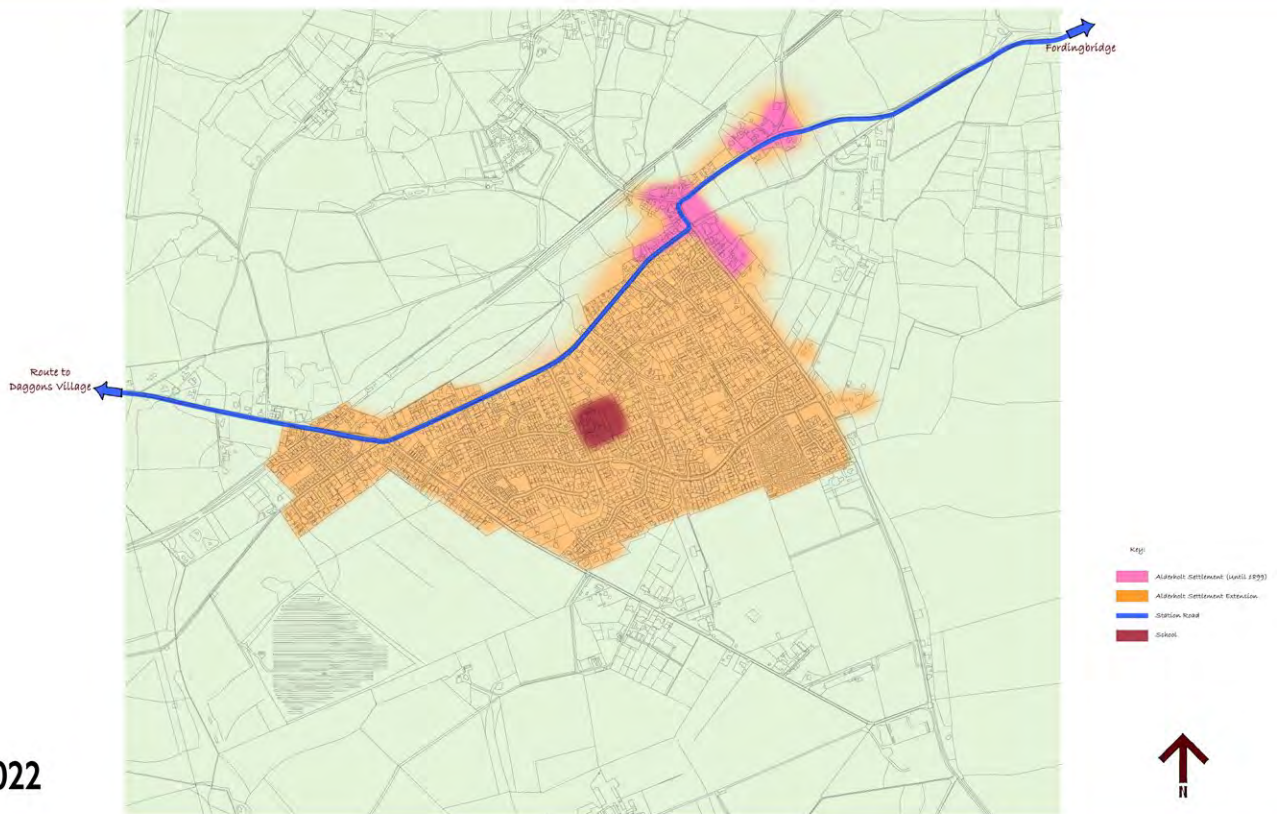 Fordingbridge
Route to
Daggons Village
Key:
Alderholt Settlement (until 1899)
Alderholt Settlement Extension
Station Road
School
022
N